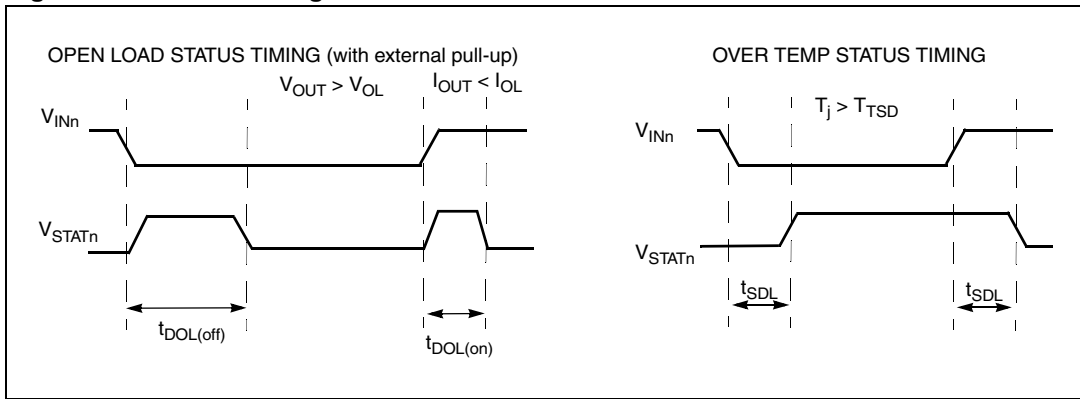 OPEN LOAD STATUS TIMING (with external pull-up)
V_OUT > V_OL
I_OUT < I_OL
V_INn
V_STATn
t_DOL(off)
t_DOL(on)
OVER TEMP STATUS TIMING
T_j > T_TSD
V_INn
V_STATn
t_SDL
t_SDL